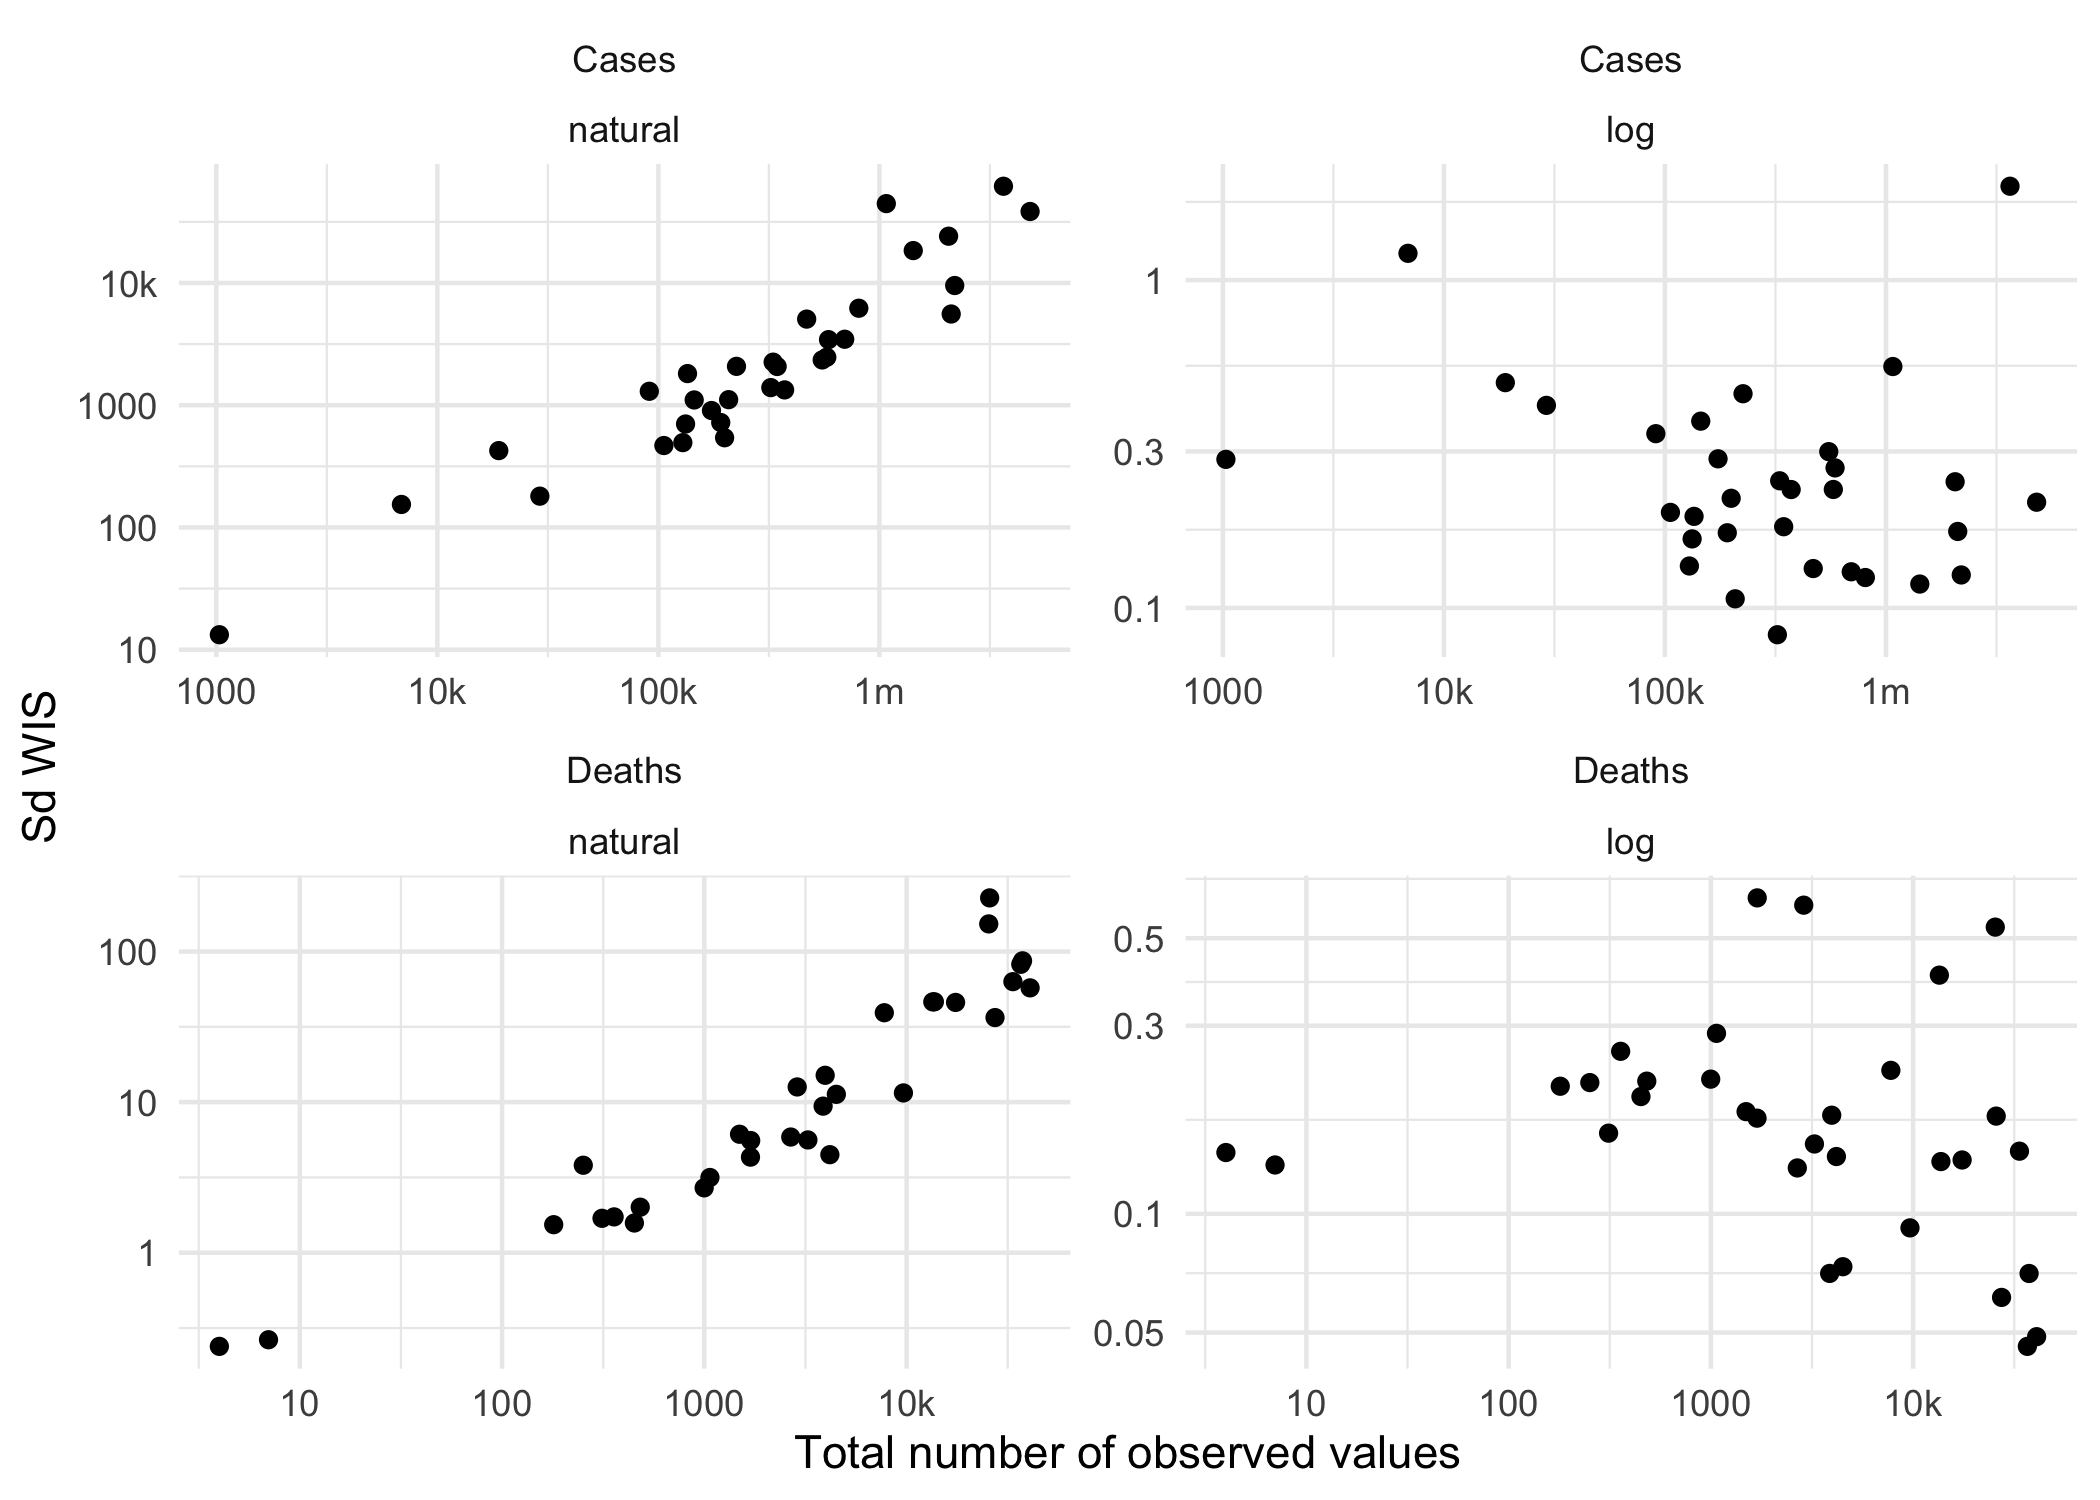 Cases
natural
10k
1000
100
10
1000 10k 100k 1m
Cases
log
1
0.3
0.1
1000 10k 100k 1m
Deaths
natural
100
10
1
10 100 1000 10k
Deaths
log
0.5
0.3
0.1
0.05
10 100 1000 10k
Sd WIS
Total number of observed values